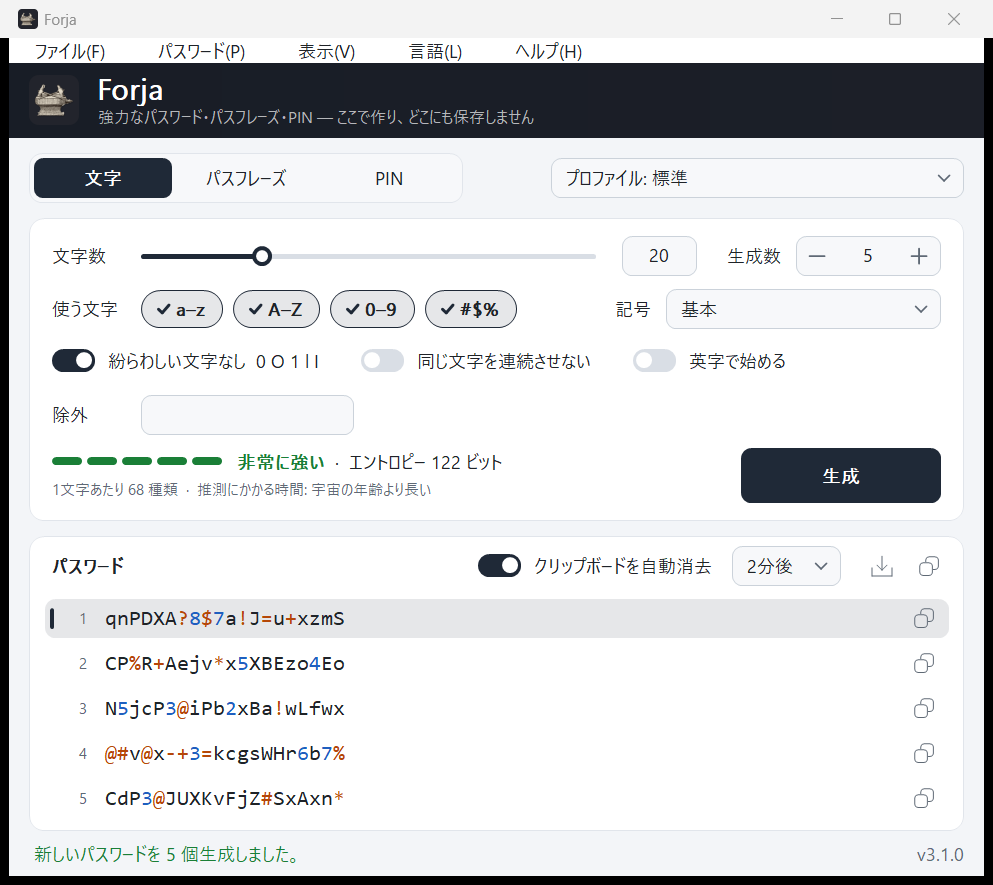 Forja
ファイル(F) パスワード(P) 表示(V) 言語(L) ヘルプ(H)
Forja
強力なパスワード・パスフレーズ・PIN — ここで作り、どこにも保存しません
文字 パスフレーズ PIN プロファイル: 標準
文字数 20 生成数 5
使う文字 a–z A–Z 0–9 #$% 記号 基本
紛らわしい文字なし 0 O 1 l I 同じ文字を連続させない 英字で始める
除外
非常に強い · エントロピー 122 ビット
1文字あたり 68 種類 · 推測にかかる時間: 宇宙の年齢より長い
生成
パスワード クリップボードを自動消去 2分後
1 qnPDXA?8$7a!J=u+xzmS
2 CP%R+Aejv*x5XBEzo4Eo
3 N5jcP3@iPb2xBa!wLfwx
4 @#v@x-+3=kcgsWHr6b7%
5 CdP3@JUXKvFjZ#SxAxn*
新しいパスワードを 5 個生成しました。 v3.1.0